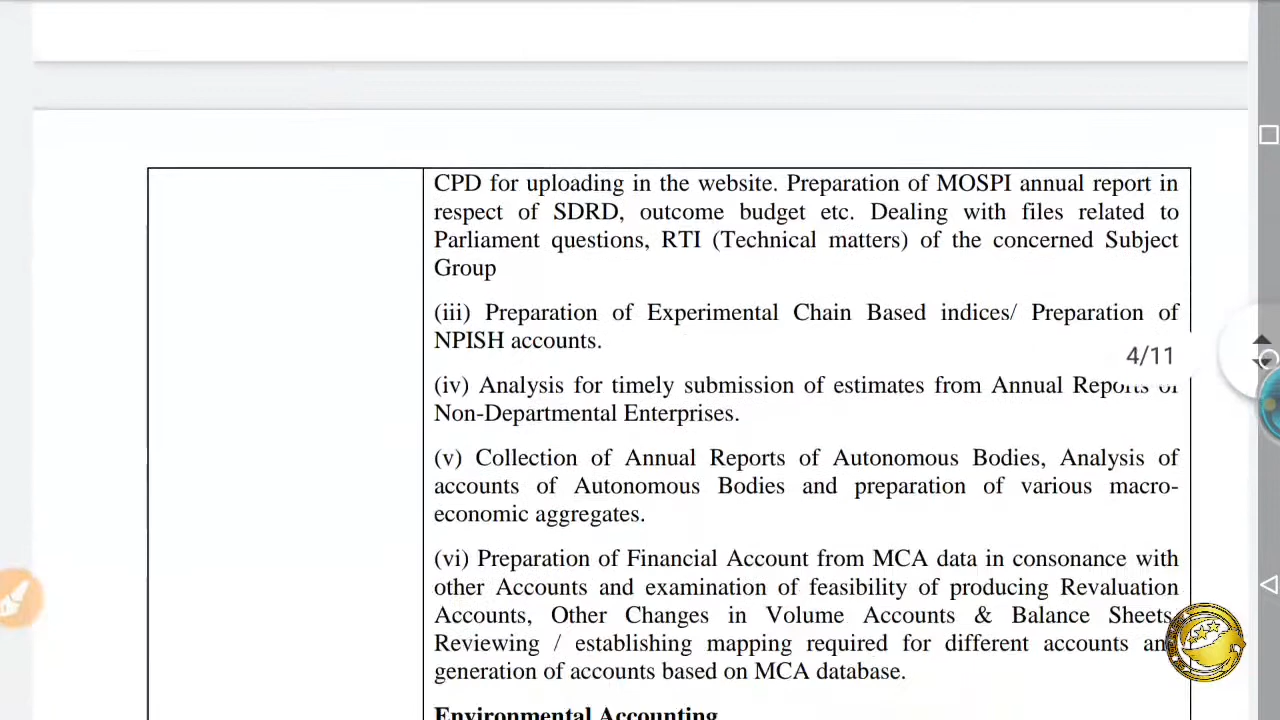 CPD for uploading in the website. Preparation of MOSPI annual report in
respect of SDRD, outcome budget etc. Dealing with files related to
Parliament questions, RTI (Technical matters) of the concerned Subject
Group
(iii) Preparation of Experimental Chain Based indices/ Preparation of
NPISH accounts.
4/11
(iv) Analysis for timely submission of estimates from Annual Reports of
Non-Departmental Enterprises.
(v) Collection of Annual Reports of Autonomous Bodies, Analysis of
accounts of Autonomous Bodies and preparation of various macro-
economic aggregates.
(vi) Preparation of Financial Account from MCA data in consonance with
other Accounts and examination of feasibility of producing Revaluation
Accounts, Other Changes in Volume Accounts & Balance Sheets
Reviewing / establishing mapping required for different accounts and
generation of accounts based on MCA database.
Environmental Accounting